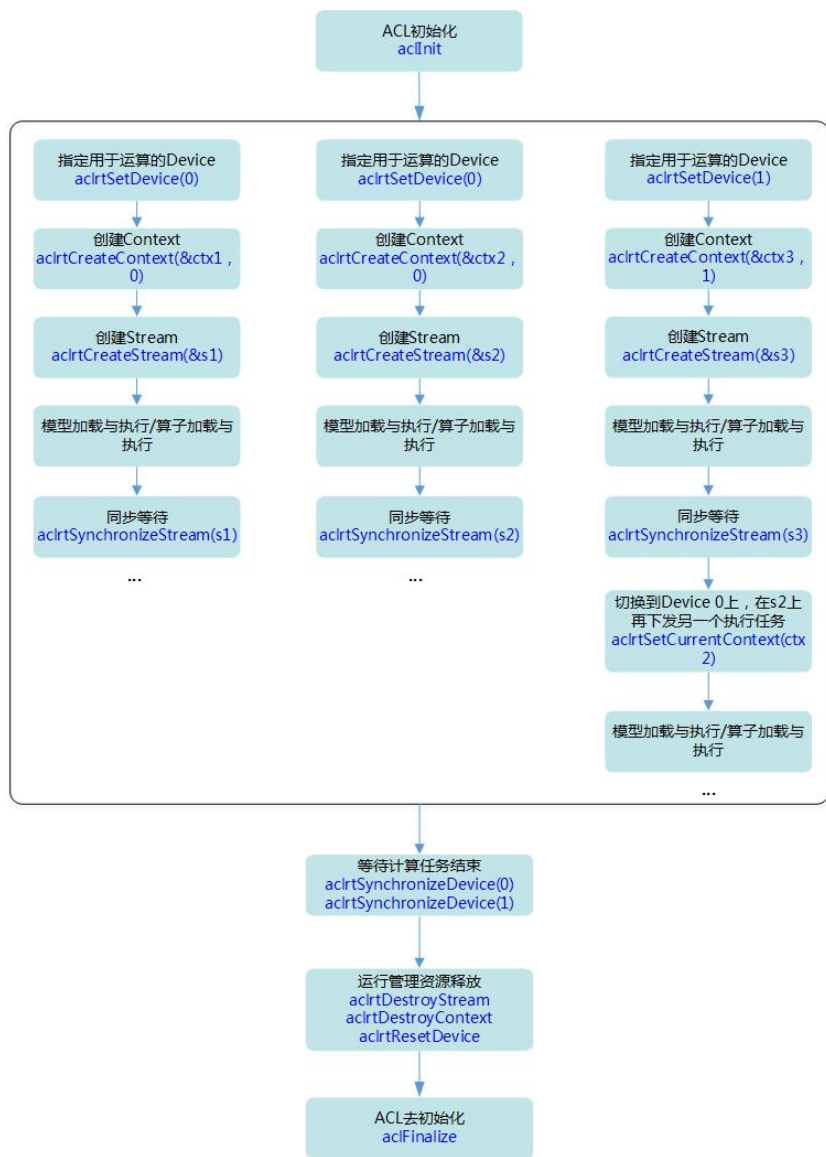 ACL初始化
aclInit
指定用于运算的Device
aclrtSetDevice(0)
创建Context
aclrtCreateContext(&ctx1，
0)
创建Stream
aclrtCreateStream(&s1)
模型加载与执行/算子加载与
执行
同步等待
aclrtSynchronizeStream(s1)
...
指定用于运算的Device
aclrtSetDevice(0)
创建Context
aclrtCreateContext(&ctx2，
0)
创建Stream
aclrtCreateStream(&s2)
模型加载与执行/算子加载与
执行
同步等待
aclrtSynchronizeStream(s2)
...
指定用于运算的Device
aclrtSetDevice(1)
创建Context
aclrtCreateContext(&ctx3，
1)
创建Stream
aclrtCreateStream(&s3)
模型加载与执行/算子加载与
执行
同步等待
aclrtSynchronizeStream(s3)
切换到Device 0上，在s2上
再下发另一个执行任务
aclrtSetCurrentContext(ctx
2)
模型加载与执行/算子加载与
执行
...
等待计算任务结束
aclrtSynchronizeDevice(0)
aclrtSynchronizeDevice(1)
运行管理资源释放
aclrtDestroyStream
aclrtDestroyContext
aclrtResetDevice
ACL去初始化
aclFinalize